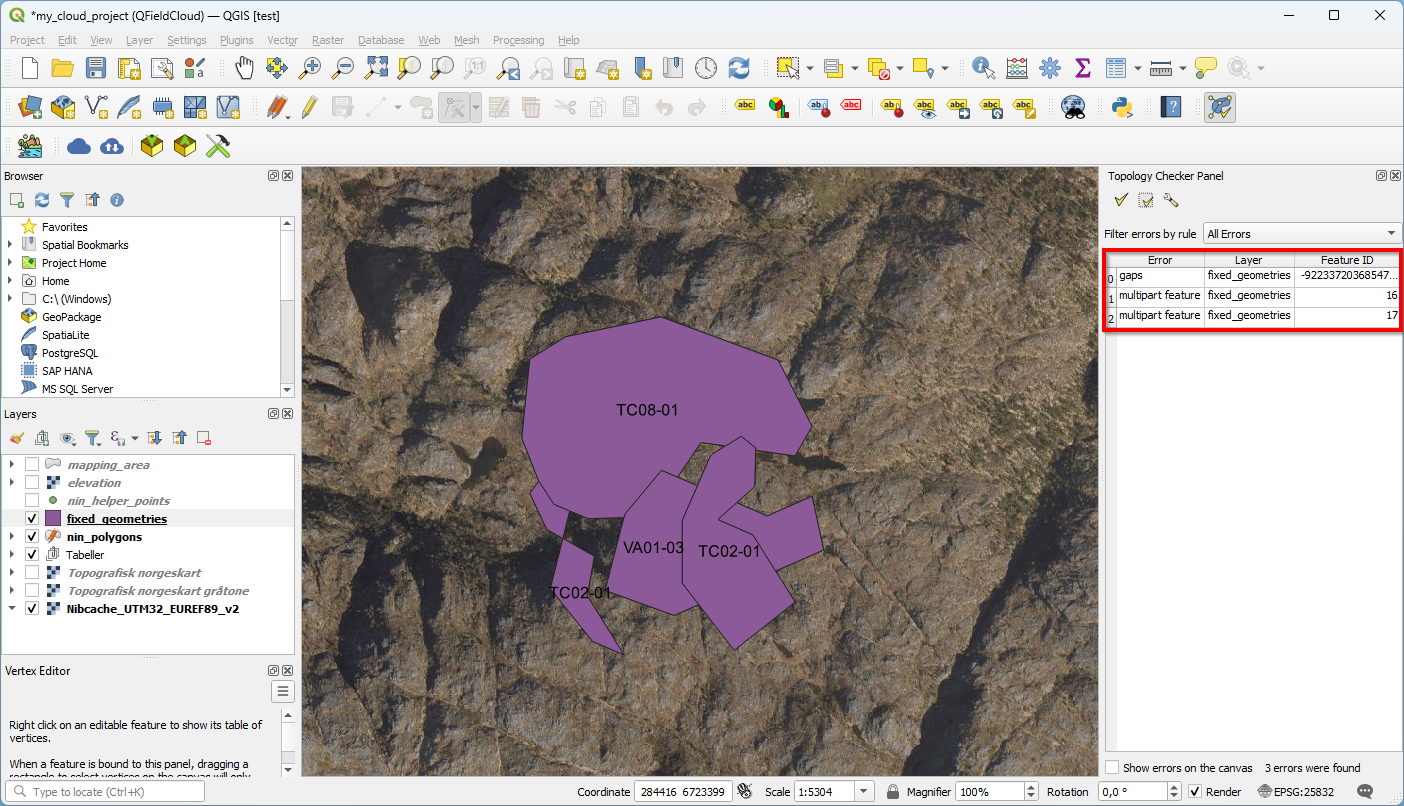 *my_cloud_project (QFieldCloud) — QGIS [test]
Project Edit View Layer Settings Plugins Vector Raster Database Web Mesh Processing Help
Browser
Favorites
Spatial Bookmarks
Project Home
Home
C:\ (Windows)
GeoPackage
SpatiaLite
PostgreSQL
SAP HANA
MS SQL Server
Layers
mapping_area
elevation
nin_helper_points
fixed_geometries
nin_polygons
Tabeller
Topografisk norgeskart
Topografisk norgeskart gråtone
Nibcache_UTM32_EUREF89_v2
Vertex Editor
Right click on an editable feature to show its table of
vertices.
When a feature is bound to this panel, dragging a
rectangle to select vertices on the canvas will only
TC08-01
VA01-03
TC02-01
TC02-01
Topology Checker Panel
Filter errors by rule All Errors
Error Layer Feature ID
0 gaps fixed_geometries -92233720368547...
1 multipart feature fixed_geometries 16
2 multipart feature fixed_geometries 17
Show errors on the canvas 3 errors were found
Type to locate (Ctrl+K) Coordinate 284416 6723399 Scale 1:5304 Magnifier 100% Rotation 0,0 ° Render EPSG:25832